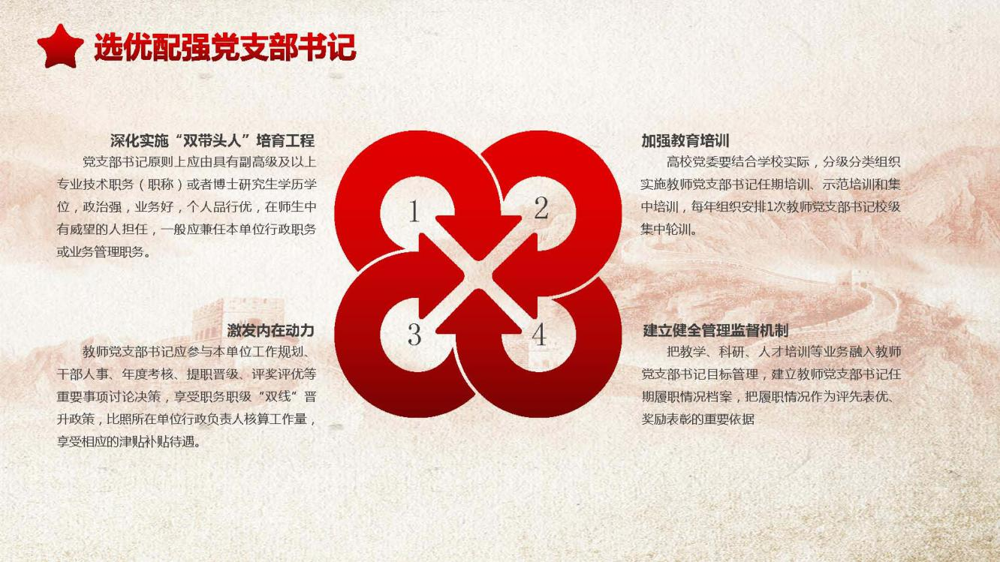 选优配强党支部书记
深化实施“双带头人”培育工程
党支部书记原则上应由具有副高级及以上
专业技术职务（职称）或者博士研究生学历学
位，政治强，业务好，个人品行优，在师生中
有威望的人担任，一般应兼任本单位行政职务
或业务管理职务。
加强教育培训
高校党委要结合学校实际，分级分类组织
实施教师党支部书记任期培训、示范培训和集
中培训，每年组织安排1次教师党支部书记校级
集中轮训。
1
2
3
4
激发内在动力
教师党支部书记应参与本单位工作规划、
干部人事、年度考核、提职晋级、评奖评优等
重要事项讨论决策，享受职务职级“双线”晋
升政策，比照所在单位行政负责人核算工作量，
享受相应的津贴补贴待遇。
建立健全管理监督机制
把教学、科研、人才培训等业务融入教师
党支部书记目标管理，建立教师党支部书记任
期履职情况档案，把履职情况作为评先表优、
奖励表彰的重要依据